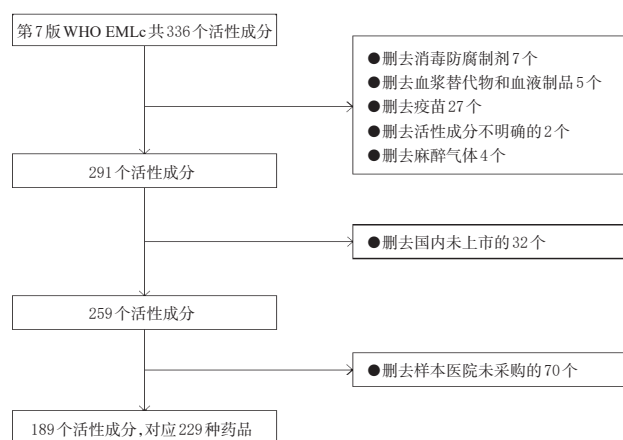 第7版WHO EMLc共336个活性成分
●删去消毒防腐制剂7个
●删去血浆替代物和血液制品5个
●删去疫苗27个
●删去活性成分不明确的2个
●删去麻醉气体4个
291个活性成分
●删去国内未上市的32个
259个活性成分
●删去样本医院未采购的70个
189个活性成分,对应229种药品